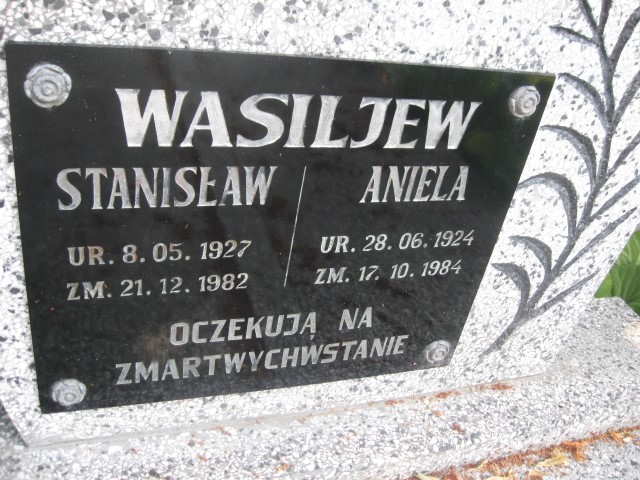 WASILJEW
STANISŁAW ANIELA
UR. 8. 05. 1927 UR. 28. 06. 1924
ZM. 21. 12. 1982 ZM. 17. 10. 1984
OCZEKUJĄ NA
ZMARTWYCHWSTANIE